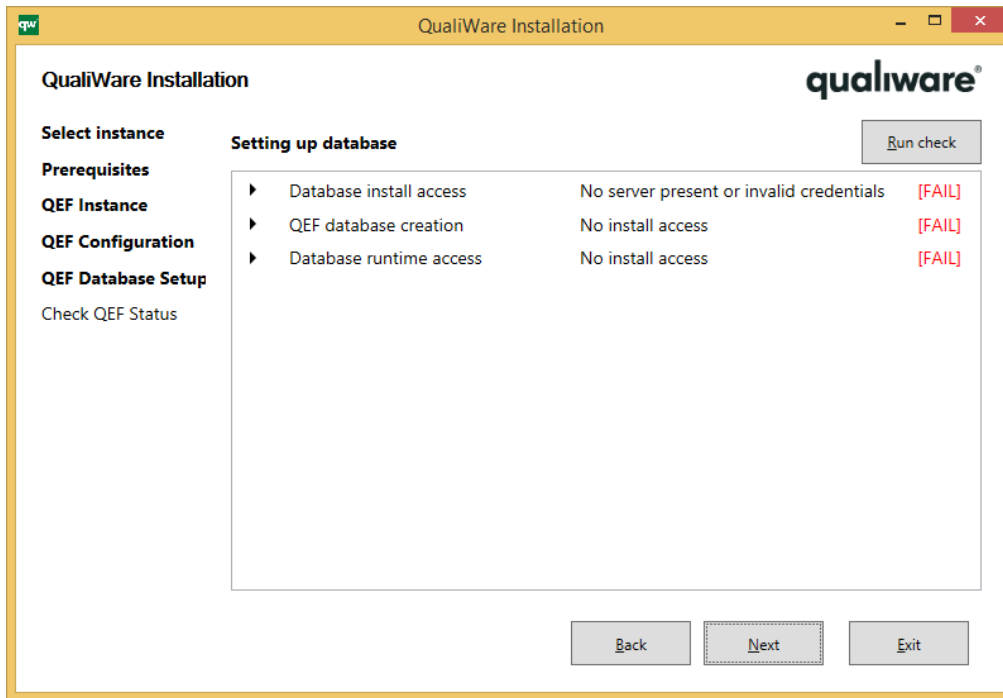 qw QualiWare Installation
QualiWare Installation
qualiware®
Select instance
Prerequisites
QEF Instance
QEF Configuration
QEF Database Setup
Check QEF Status
Setting up database
Run check
Database install access No server present or invalid credentials [FAIL]
QEF database creation No install access [FAIL]
Database runtime access No install access [FAIL]
Back Next Exit